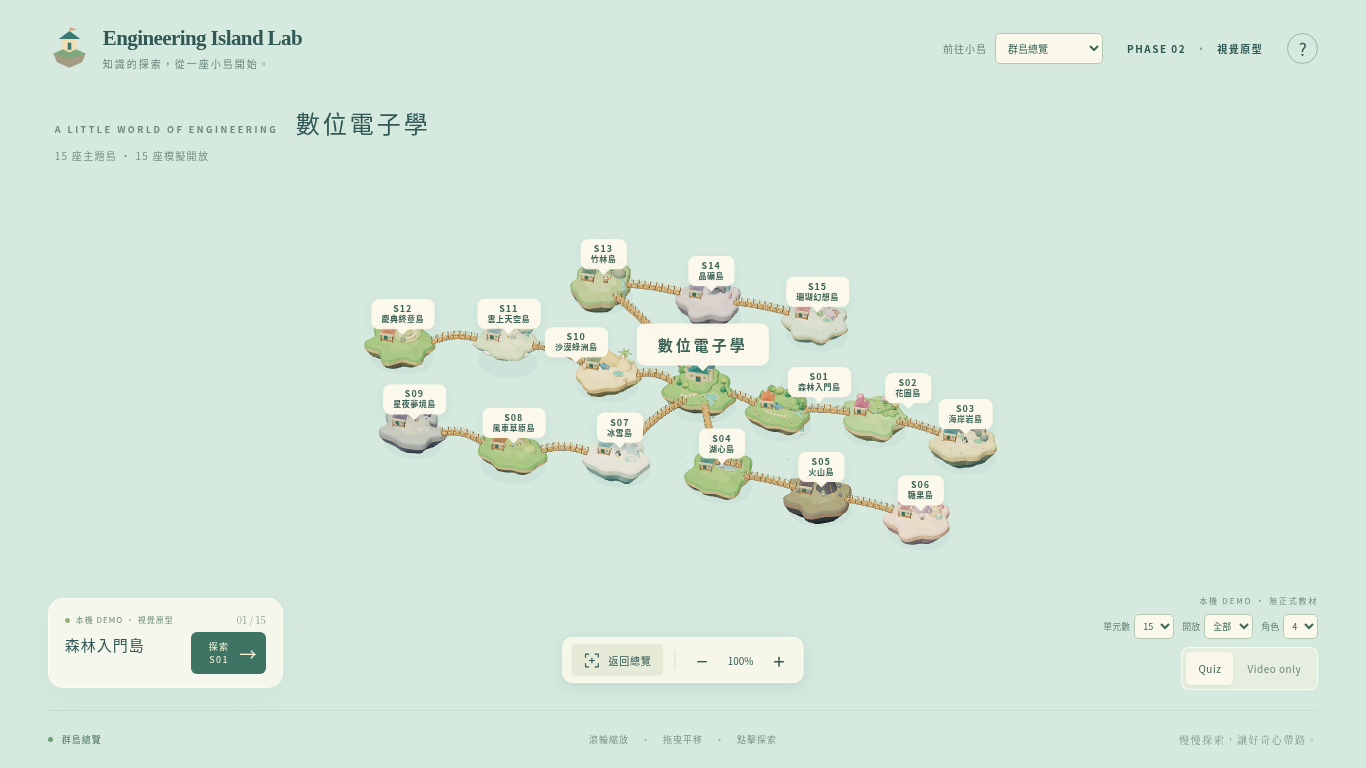 Engineering Island Lab
知識的探索，從一座小島開始。
前往小島 群島總覽 PHASE 02 · 視覺原型 ?
A LITTLE WORLD OF ENGINEERING 數位電子學
15 座主題島 · 15 座模擬開放
S13
竹林島
S14
晶礦島
S15
珊瑚幻想島
S12
慶典終章島
S11
雲上天空島
S10
沙漠綠洲島
數位電子學
S01
森林入門島
S02
花園島
S03
海岸岩島
S09
星夜夢境島
S08
風車草原島
S07
冰雪島
S04
湖心島
S05
火山島
S06
糖果島
本機 DEMO · 視覺原型 01 / 15
森林入門島
探索
S01 →
返回總覽 − 100% +
本機 DEMO · 無正式教材
單元數 15 開放 全部 角色 4
Quiz Video only
群島總覽
滾輪縮放 · 拖曳平移 · 點擊探索
慢慢探索，讓好奇心帶路。